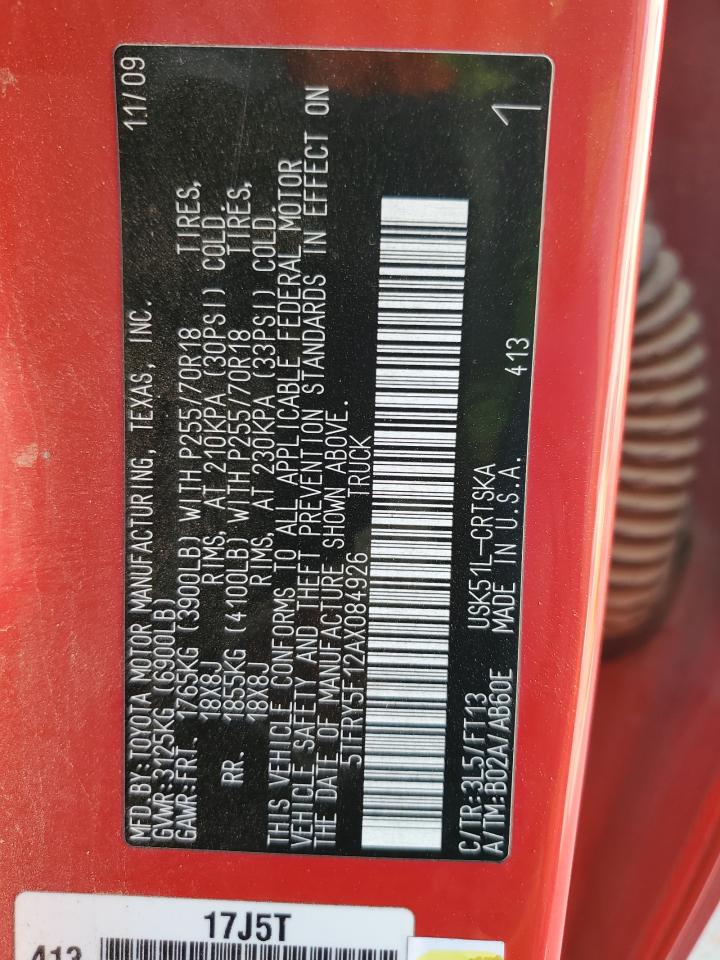 MFD.BY:TOYOTA MOTOR MANUFACTURING, TEXAS, INC. 11/09
GVWR:3125KG (6900LB)
GAWR:FRT. 1765KG (3900LB) WITH P255/70R18 TIRES,
18X8J RIMS, AT 210KPA (30PSI) COLD.
RR. 1855KG (4100LB) WITH P255/70R18 TIRES,
18X8J RIMS, AT 230KPA (33PSI) COLD.
THIS VEHICLE CONFORMS TO ALL APPLICABLE FEDERAL MOTOR
VEHICLE SAFETY AND THEFT PREVENTION STANDARDS IN EFFECT ON
THE DATE OF MANUFACTURE SHOWN ABOVE.
5TFRY5F12AX084926 TRUCK
C/TR:3L5/FT13 USK51L-CRTSKA 413 1
A/TM:B02A/AB60E MADE IN U.S.A.
17J5T
413